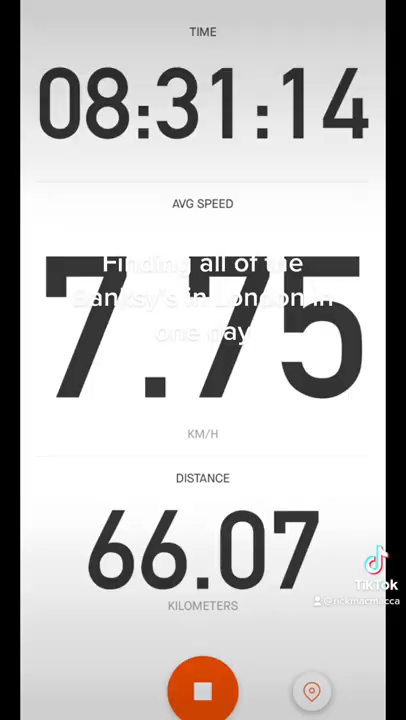 TIME
08:31:14
AVG SPEED
Finding all of the
Banksy's in London in
one day
7.75
KM/H
DISTANCE
66.07
KILOMETERS
TikTok
@rickmacmacca